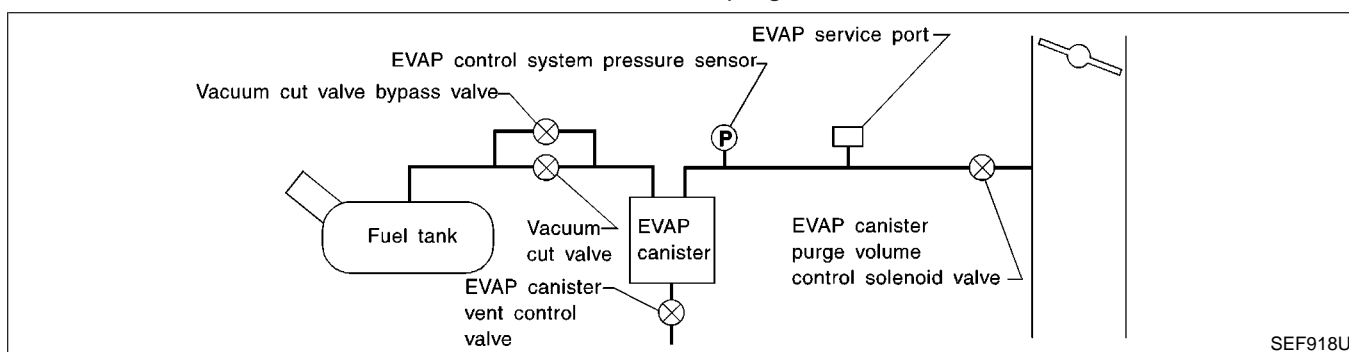 EVAP service port
EVAP control system pressure sensor
Vacuum cut valve bypass valve
P
Fuel tank
Vacuum
cut valve
EVAP
canister
EVAP canister
purge volume
control solenoid valve
EVAP canister
vent control
valve
SEF918U